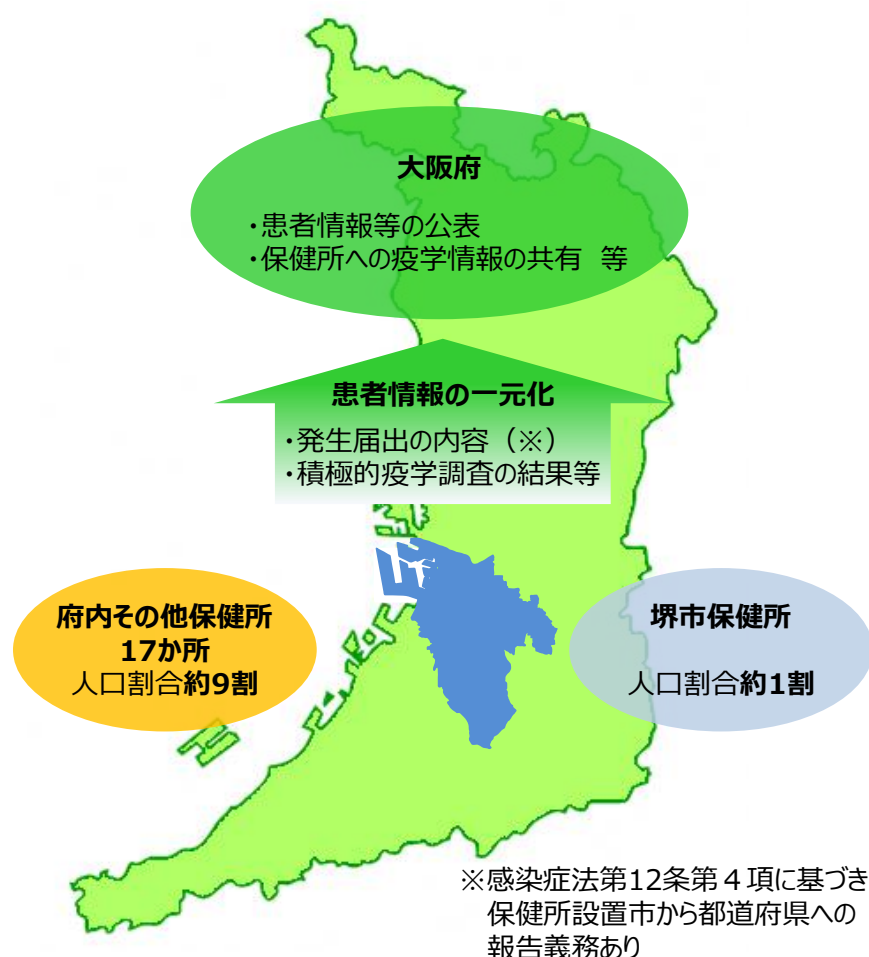 大阪府
・患者情報等の公表
・保健所への疫学情報の共有　等
患者情報の一元化
・発生届出の内容（※）
・積極的疫学調査の結果等
府内その他保健所
17か所
人口割合約9割
堺市保健所
人口割合約1割
※感染症法第12条第４項に基づき
保健所設置市から都道府県への
報告義務あり